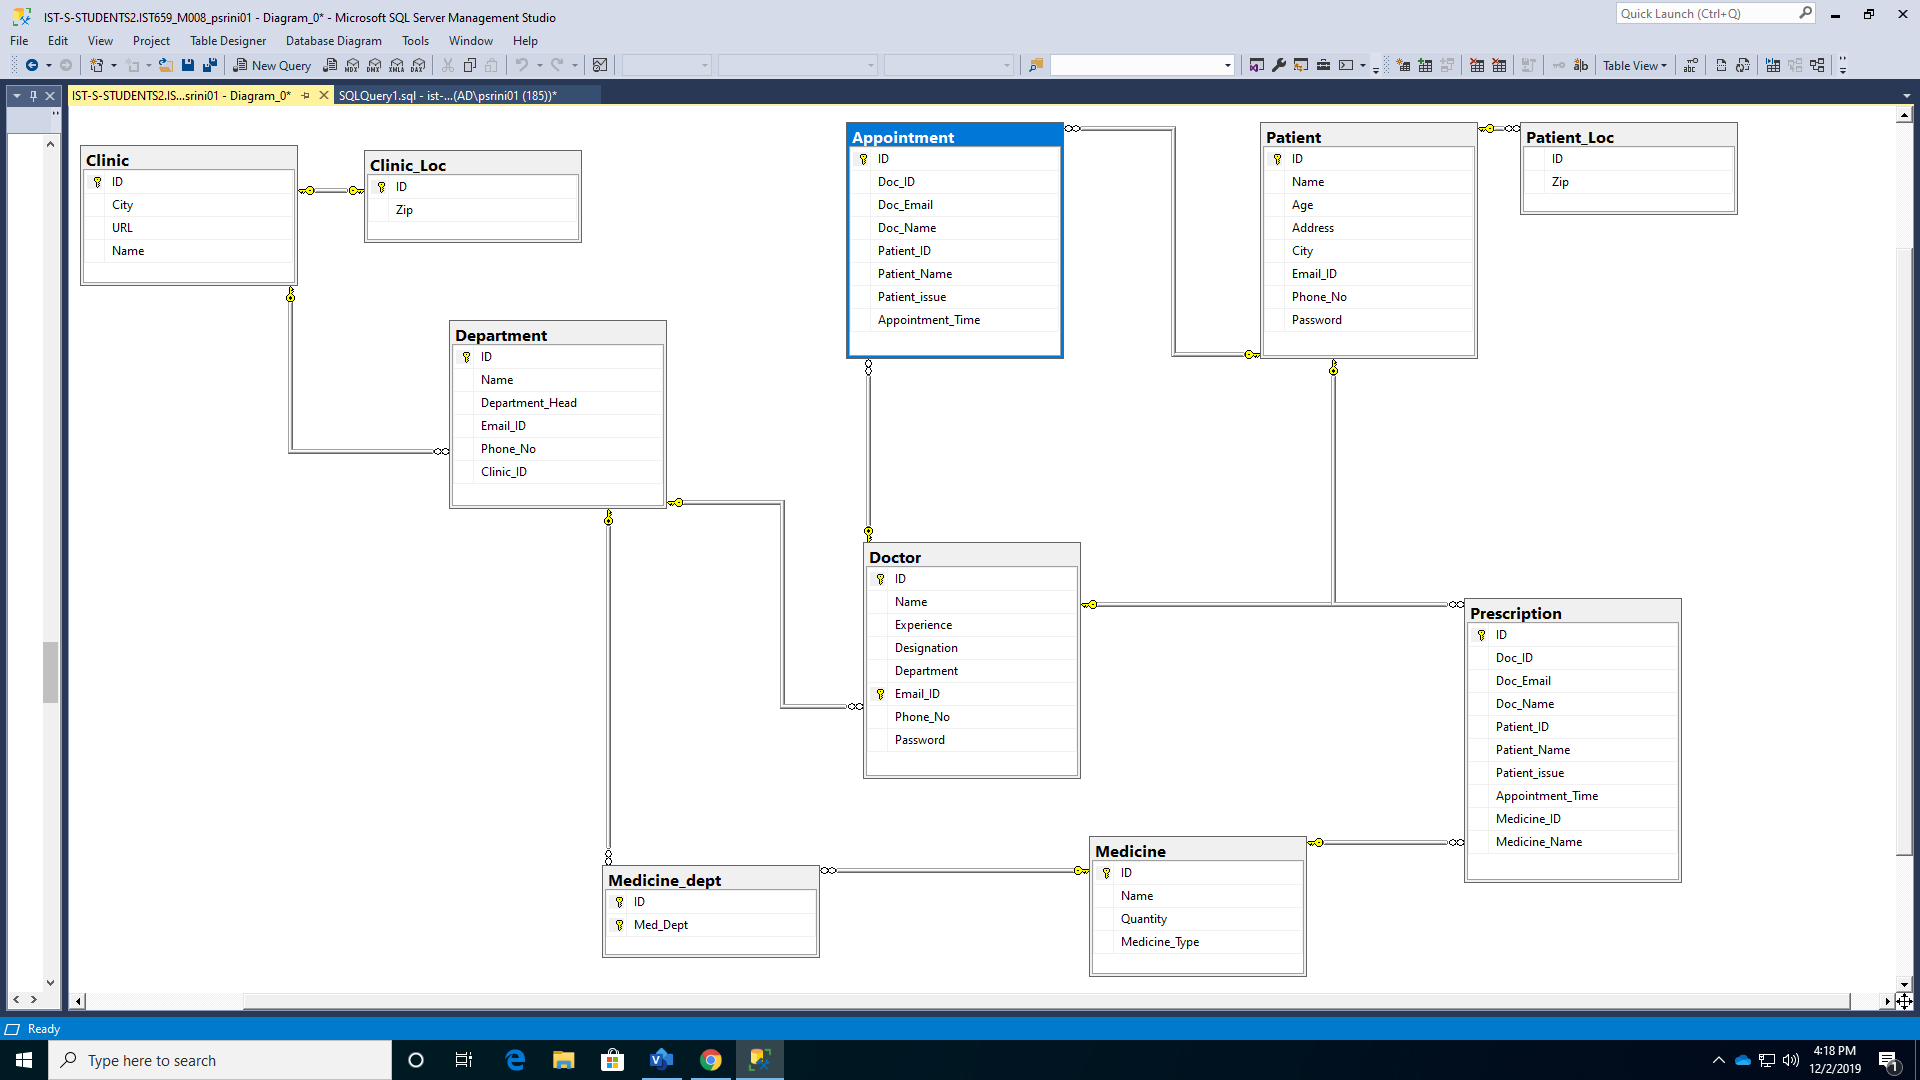 IST-S-STUDENTS2.IST659_M008_psrini01 - Diagram_0* - Microsoft SQL Server Management Studio
Quick Launch (Ctrl+Q)
File Edit View Project Table Designer Database Diagram Tools Window Help
New Query
MDX DMX XMLA DAX
Table View
IST-S-STUDENTS2.IS...srini01 - Diagram_0*
SQLQuery1.sql - ist-...(AD\psrini01 (185))*
Clinic
ID
City
URL
Name
Clinic_Loc
ID
Zip
Department
ID
Name
Department_Head
Email_ID
Phone_No
Clinic_ID
Appointment
ID
Doc_ID
Doc_Email
Doc_Name
Patient_ID
Patient_Name
Patient_issue
Appointment_Time
Patient
ID
Name
Age
Address
City
Email_ID
Phone_No
Password
Patient_Loc
ID
Zip
Doctor
ID
Name
Experience
Designation
Department
Email_ID
Phone_No
Password
Prescription
ID
Doc_ID
Doc_Email
Doc_Name
Patient_ID
Patient_Name
Patient_issue
Appointment_Time
Medicine_ID
Medicine_Name
Medicine_dept
ID
Med_Dept
Medicine
ID
Name
Quantity
Medicine_Type
Ready
Type here to search
4:18 PM
12/2/2019
1